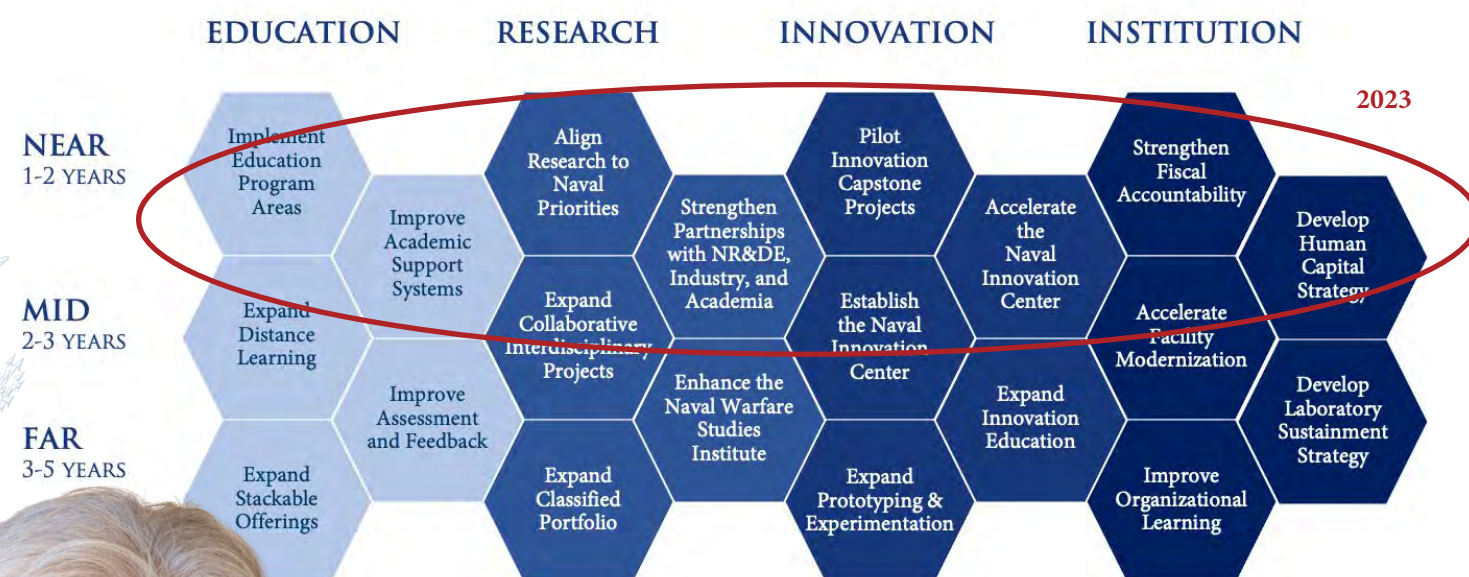 EDUCATION
RESEARCH
INNOVATION
INSTITUTION
2023
NEAR
1-2 YEARS
Implement
Education
Program
Areas
Improve
Academic
Support
Systems
Align
Research to
Naval
Priorities
Strengthen
Partnerships
with NR&DE,
Industry, and
Academia
Pilot
Innovation
Capstone
Projects
Accelerate
the
Naval
Innovation
Center
Strengthen
Fiscal
Accountability
Develop
Human
Capital
Strategy
MID
2-3 YEARS
Expand
Distance
Learning
Improve
Assessment
and Feedback
Expand
Collaborative
Interdisciplinary
Projects
Enhance the
Naval Warfare
Studies
Institute
Establish
the Naval
Innovation
Center
Expand
Innovation
Education
Accelerate
Facility
Modernization
Develop
Laboratory
Sustainment
Strategy
FAR
3-5 YEARS
Expand
Stackable
Offerings
Expand
Classified
Portfolio
Expand
Prototyping &
Experimentation
Improve
Organizational
Learning